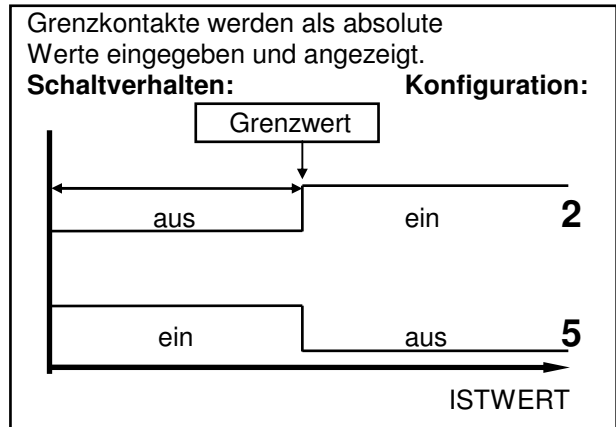 Grenzkontakte werden als absolute
Werte eingegeben und angezeigt.
Schaltverhalten: Konfiguration:
Grenzwert
aus ein 2
ein aus 5
ISTWERT